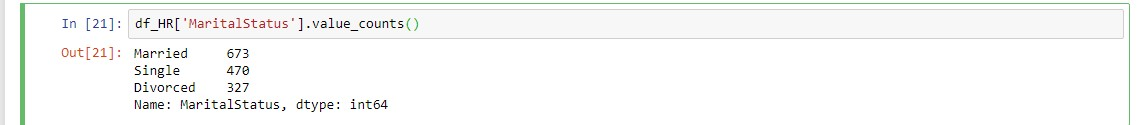 In [21]: df_HR['MaritalStatus'].value_counts()
Out[21]: Married 673
Single 470
Divorced 327
Name: MaritalStatus, dtype: int64